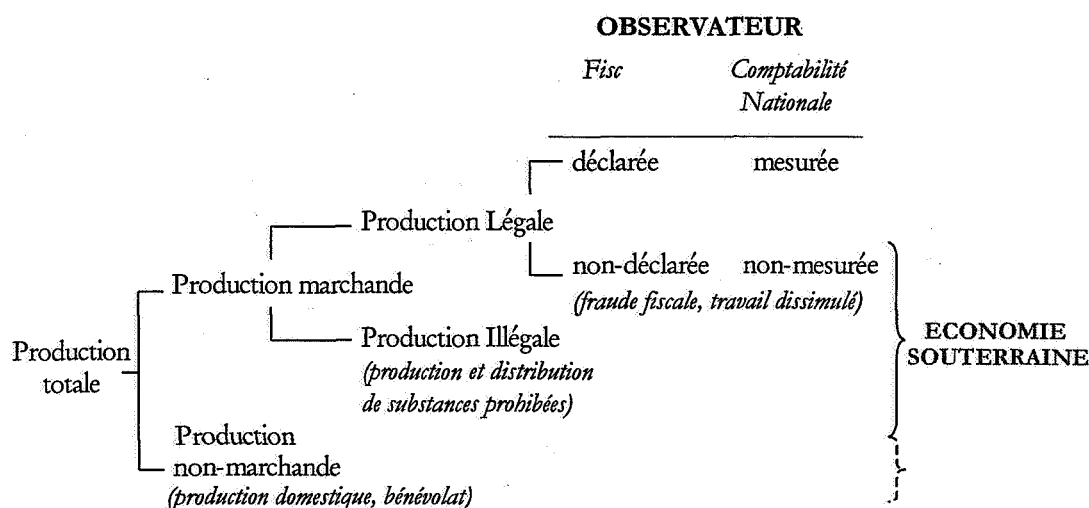 OBSERVATEUR
Fisc Comptabilité
Nationale
déclarée mesurée
Production Légale
non-déclarée non-mesurée
(fraude fiscale, travail dissimulé)
Production marchande
Production Illégale
(production et distribution
de substances prohibées)
Production
totale
ECONOMIE
SOUTERRAINE
Production
non-marchande
(production domestique, bénévolat)